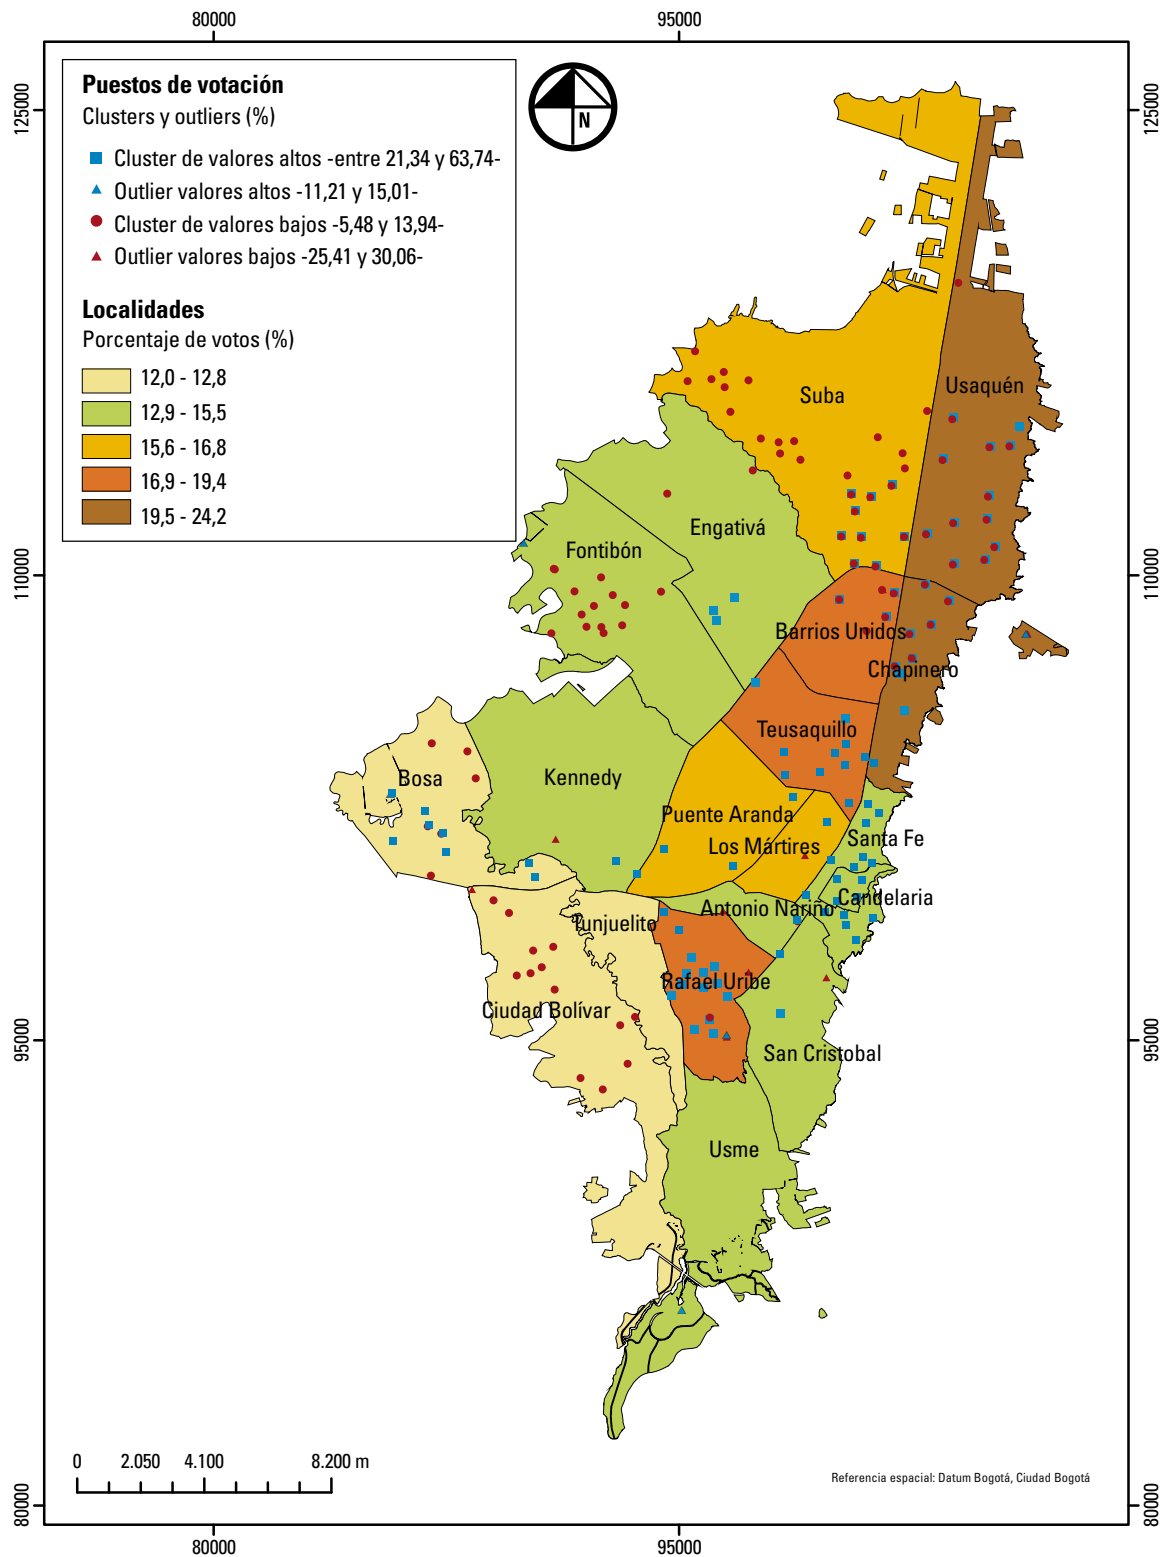 80000
95000
125000
125000
Puestos de votación
Clusters y outliers (%)
Cluster de valores altos -entre 21,34 y 63,74-
Outlier valores altos -11,21 y 15,01-
Cluster de valores bajos -5,48 y 13,94-
Outlier valores bajos -25,41 y 30,06-
Localidades
Porcentaje de votos (%)
12,0 - 12,8
12,9 - 15,5
15,6 - 16,8
16,9 - 19,4
19,5 - 24,2
N
Usaquén
Suba
Engativá
Fontibón
110000
110000
Barrios Unidos
Chapinero
Teusaquillo
Bosa
Kennedy
Puente Aranda
Santa Fe
Los Mártires
Candelaria
Antonio Nariño
Tunjuelito
Rafael Uribe
Ciudad Bolívar
95000
95000
San Cristobal
Usme
0
2.050
4.100
8.200 m
Referencia espacial: Datum Bogotá, Ciudad Bogotá
80000
80000
80000
95000